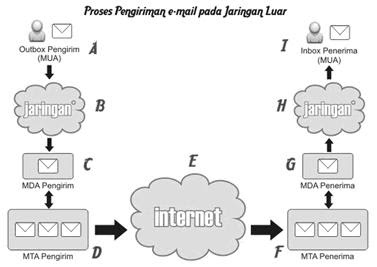 Proses Pengiriman e-mail pada Jaringan Luar
Outbox Pengirim
(MUA)
A
jaringan
B
C
MDA Pengirim
D
MTA Pengirim
E
internet
F
MTA Penerima
G
MDA Penerima
H
jaringan
I
Inbox Penerima
(MUA)